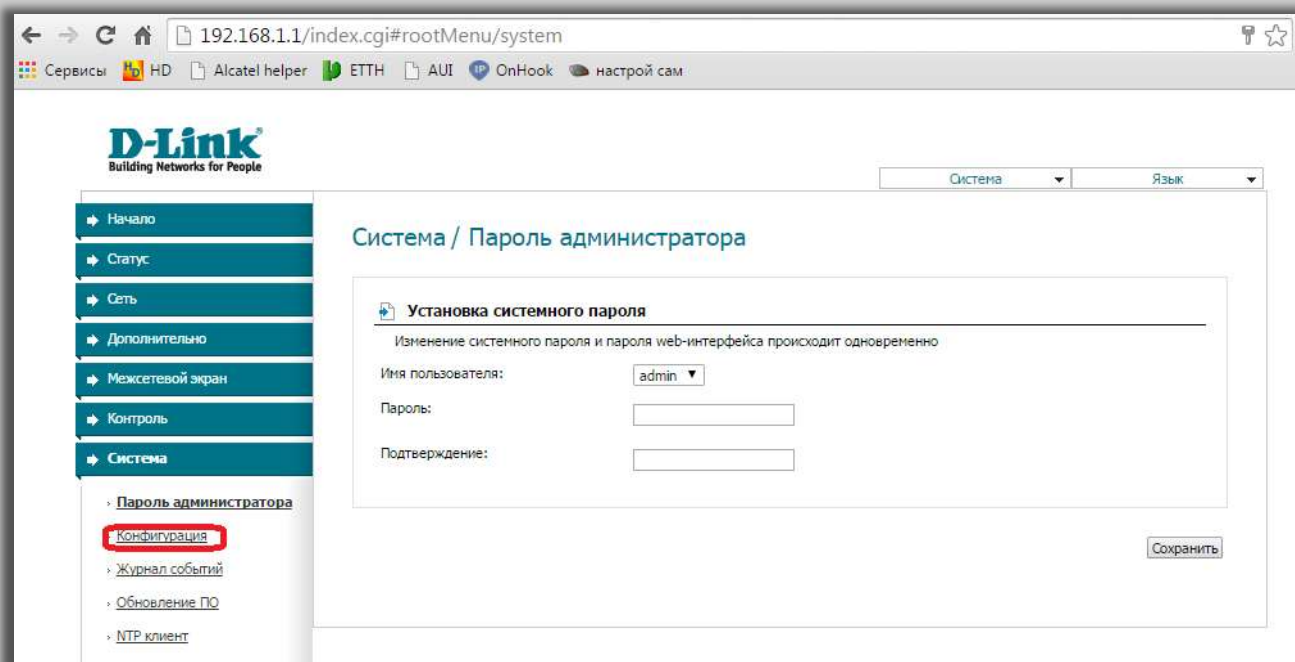 192.168.1.1/index.cgi#rootMenu/system
Сервисы HD Alcatel helper ETTH AUI IP OnHook настрой сам
D-Link
Building Networks for People
Система Язык
Начало
Статус
Сеть
Дополнительно
Межсетевой экран
Контроль
Система
Пароль администратора
Конфигурация
Журнал событий
Обновление ПО
NTP клиент
Система / Пароль администратора
Установка системного пароля
Изменение системного пароля и пароля web-интерфейса происходит одновременно
Имя пользователя: admin
Пароль:
Подтверждение:
Сохранить